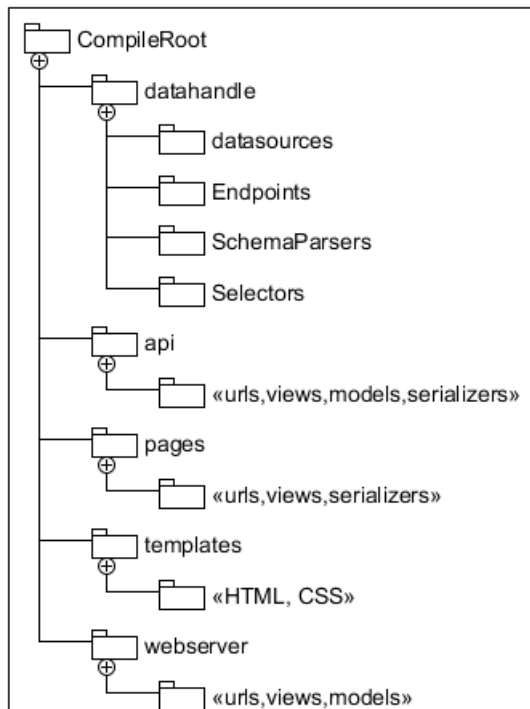 CompileRoot
datahandle
datasources
Endpoints
SchemaParsers
Selectors
api
«urls,views,models,serializers»
pages
«urls,views,serializers»
templates
«HTML, CSS»
webserver
«urls,views,models»